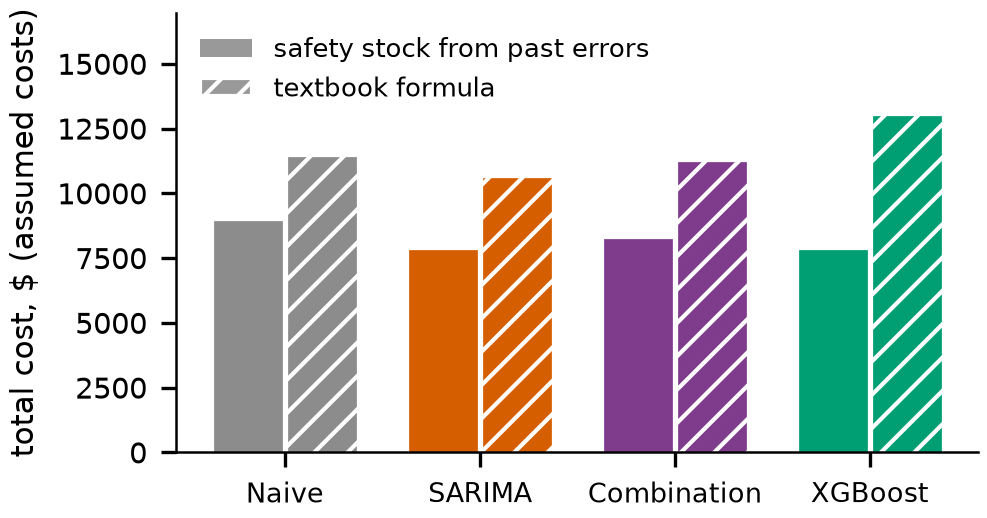 total cost, $ (assumed costs)
15000
12500
10000
7500
5000
2500
0
safety stock from past errors
textbook formula
Naive
SARIMA
Combination
XGBoost